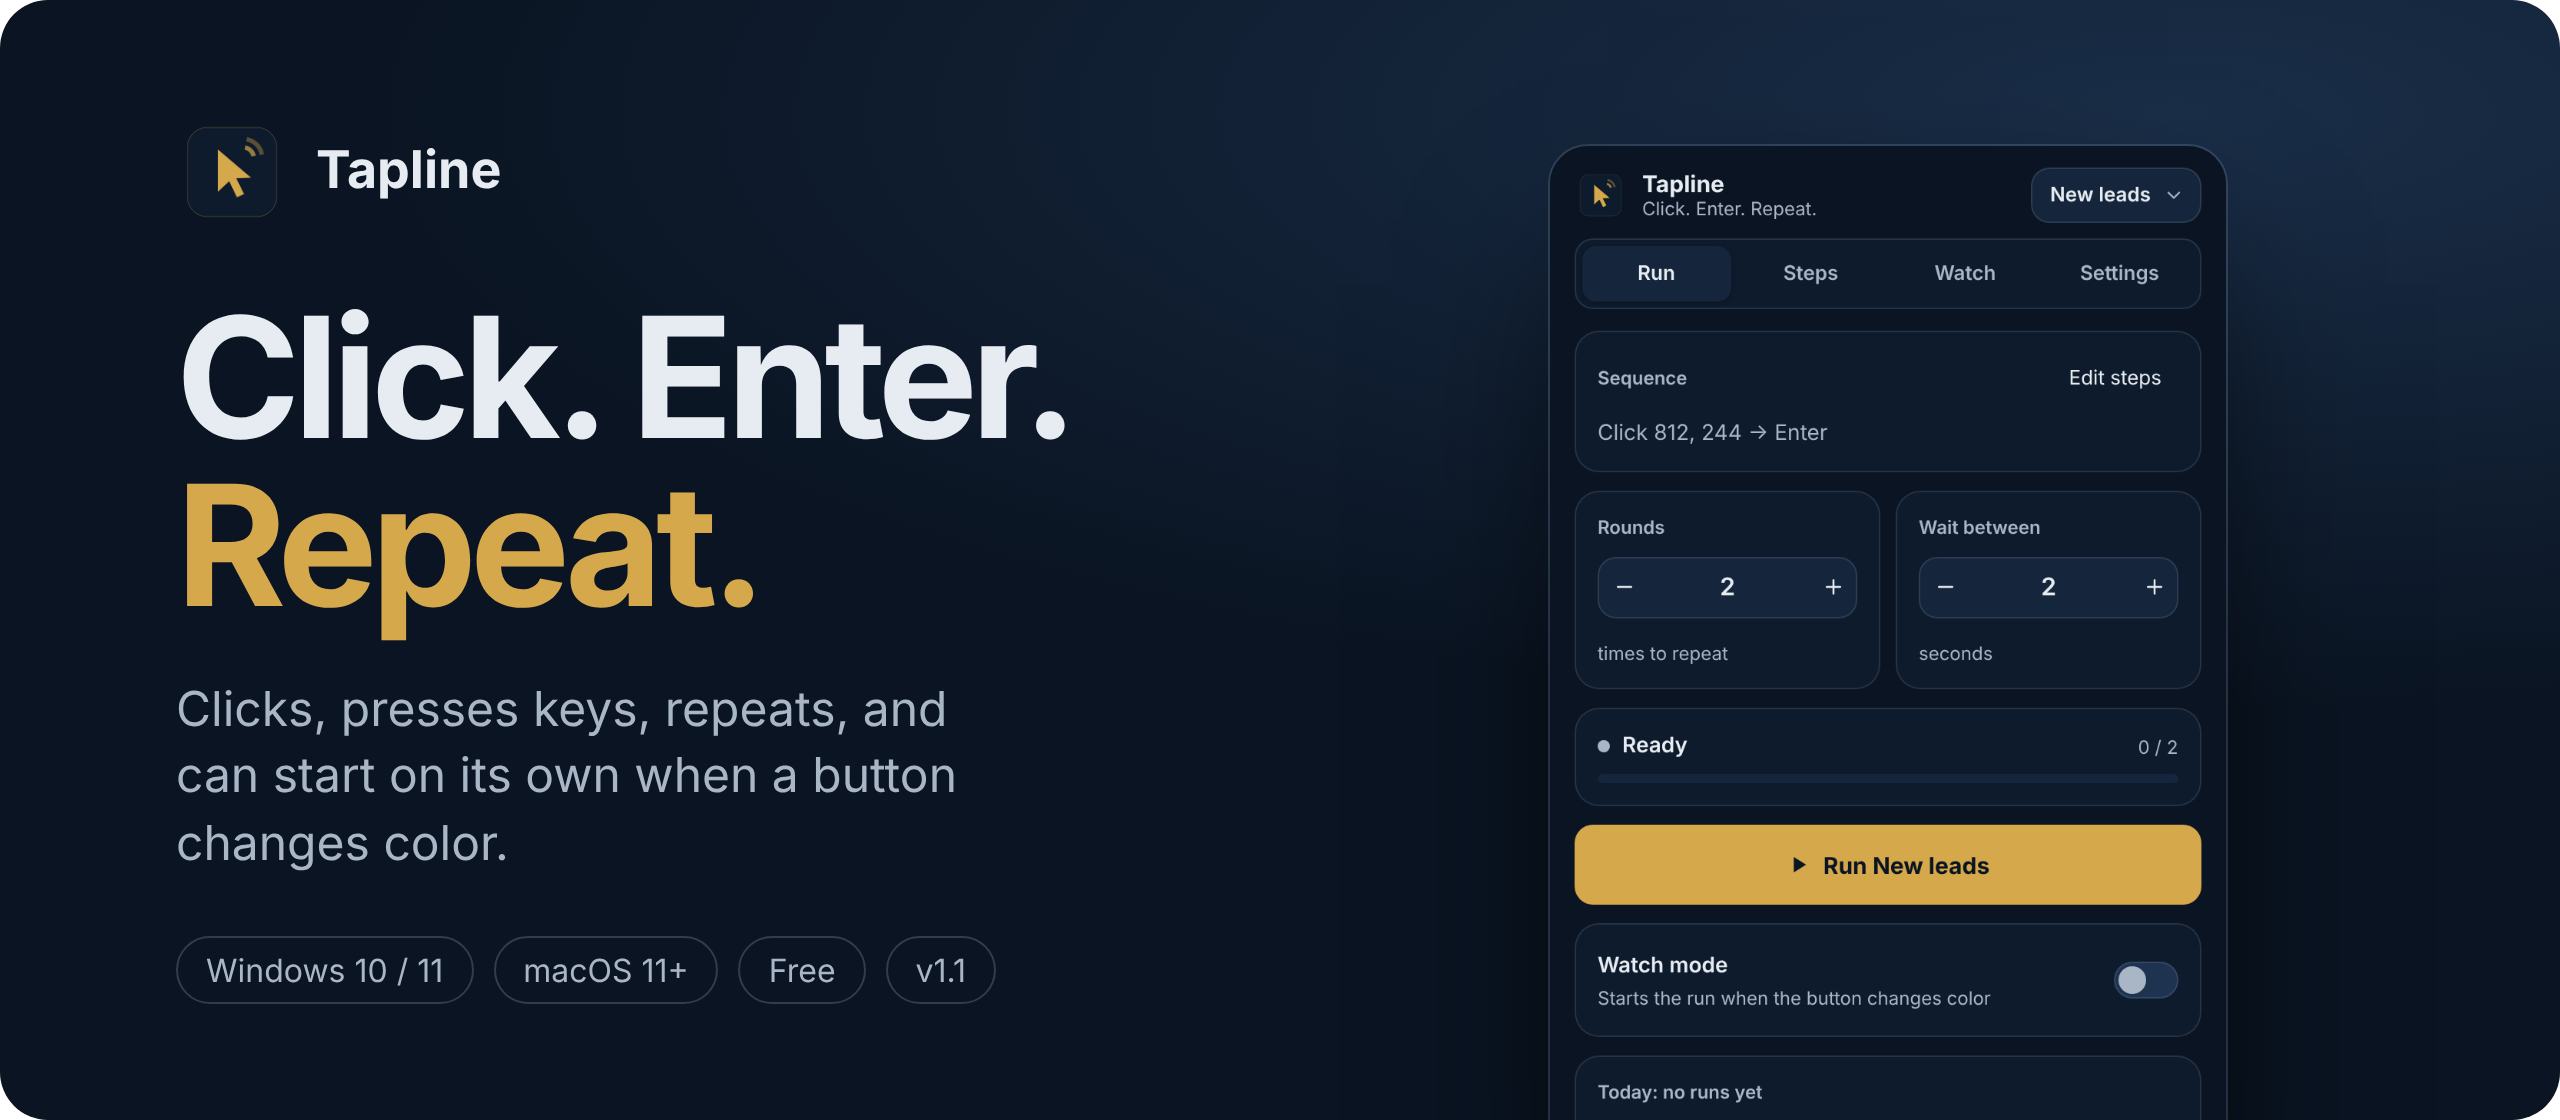 Tapline
Click. Enter.
Repeat.
Clicks, presses keys, repeats, and
can start on its own when a button
changes color.
Windows 10 / 11
macOS 11+
Free
v1.1
Tapline
Click. Enter. Repeat.
New leads
Run
Steps
Watch
Settings
Sequence
Edit steps
Click 812, 244 → Enter
Rounds
− 2 +
times to repeat
Wait between
− 2 +
seconds
Ready
0 / 2
Run New leads
Watch mode
Starts the run when the button changes color
Today: no runs yet